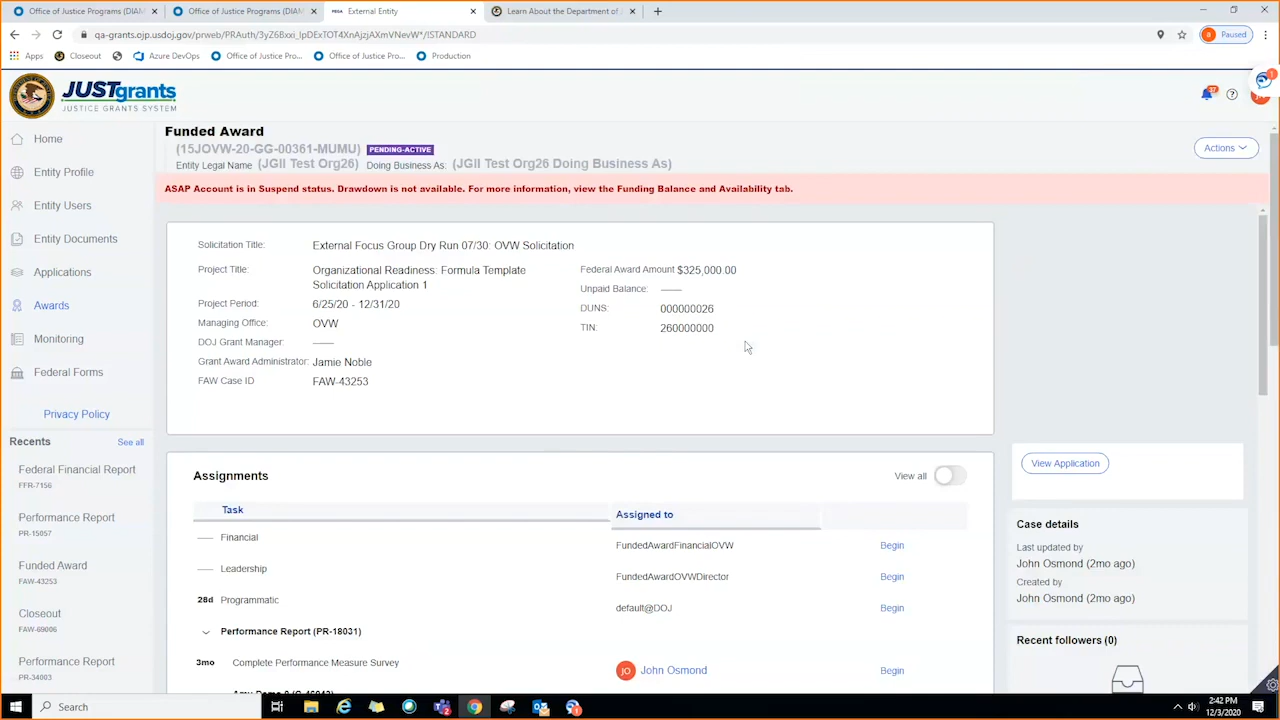 Office of Justice Programs (DIAM
Office of Justice Programs (DIAM
External Entity
Learn About the Department of J
qa-grants.ojp.usdoj.gov/prweb/PRAuth/3yZ6Bxxi_lpDExTOT4XnAjzjAXmVNevW*/!STANDARD
Paused
Apps
Closeout
Azure DevOps
Office of Justice Pro...
Office of Justice Pro...
Production
JUSTgrants
JUSTICE GRANTS SYSTEM
Home
Entity Profile
Entity Users
Entity Documents
Applications
Awards
Monitoring
Federal Forms
Privacy Policy
Recents
See all
Federal Financial Report
FFR-7156
Performance Report
PR-15057
Funded Award
FAW-43253
Closeout
FAW-69006
Performance Report
PR-34003
Funded Award
(15JOVW-20-GG-00361-MUMU) PENDING-ACTIVE
Entity Legal Name (JGII Test Org26) Doing Business As: (JGII Test Org26 Doing Business As)
Actions
ASAP Account is in Suspend status. Drawdown is not available. For more information, view the Funding Balance and Availability tab.
Solicitation Title: External Focus Group Dry Run 07/30: OVW Solicitation
Project Title: Organizational Readiness: Formula Template
Solicitation Application 1
Project Period: 6/25/20 - 12/31/20
Managing Office: OVW
DOJ Grant Manager: ——
Grant Award Administrator: Jamie Noble
FAW Case ID FAW-43253
Federal Award Amount $325,000.00
Unpaid Balance: ——
DUNS: 000000026
TIN: 260000000
Assignments
View all
Task Assigned to
—— Financial FundedAwardFinancialOVW Begin
—— Leadership FundedAwardOVWDirector Begin
28d Programmatic default@DOJ Begin
Performance Report (PR-18031)
3mo Complete Performance Measure Survey JO John Osmond Begin
View Application
Case details
Last updated by
John Osmond (2mo ago)
Created by
John Osmond (2mo ago)
Recent followers (0)
Search
2:42 PM
12/3/2020